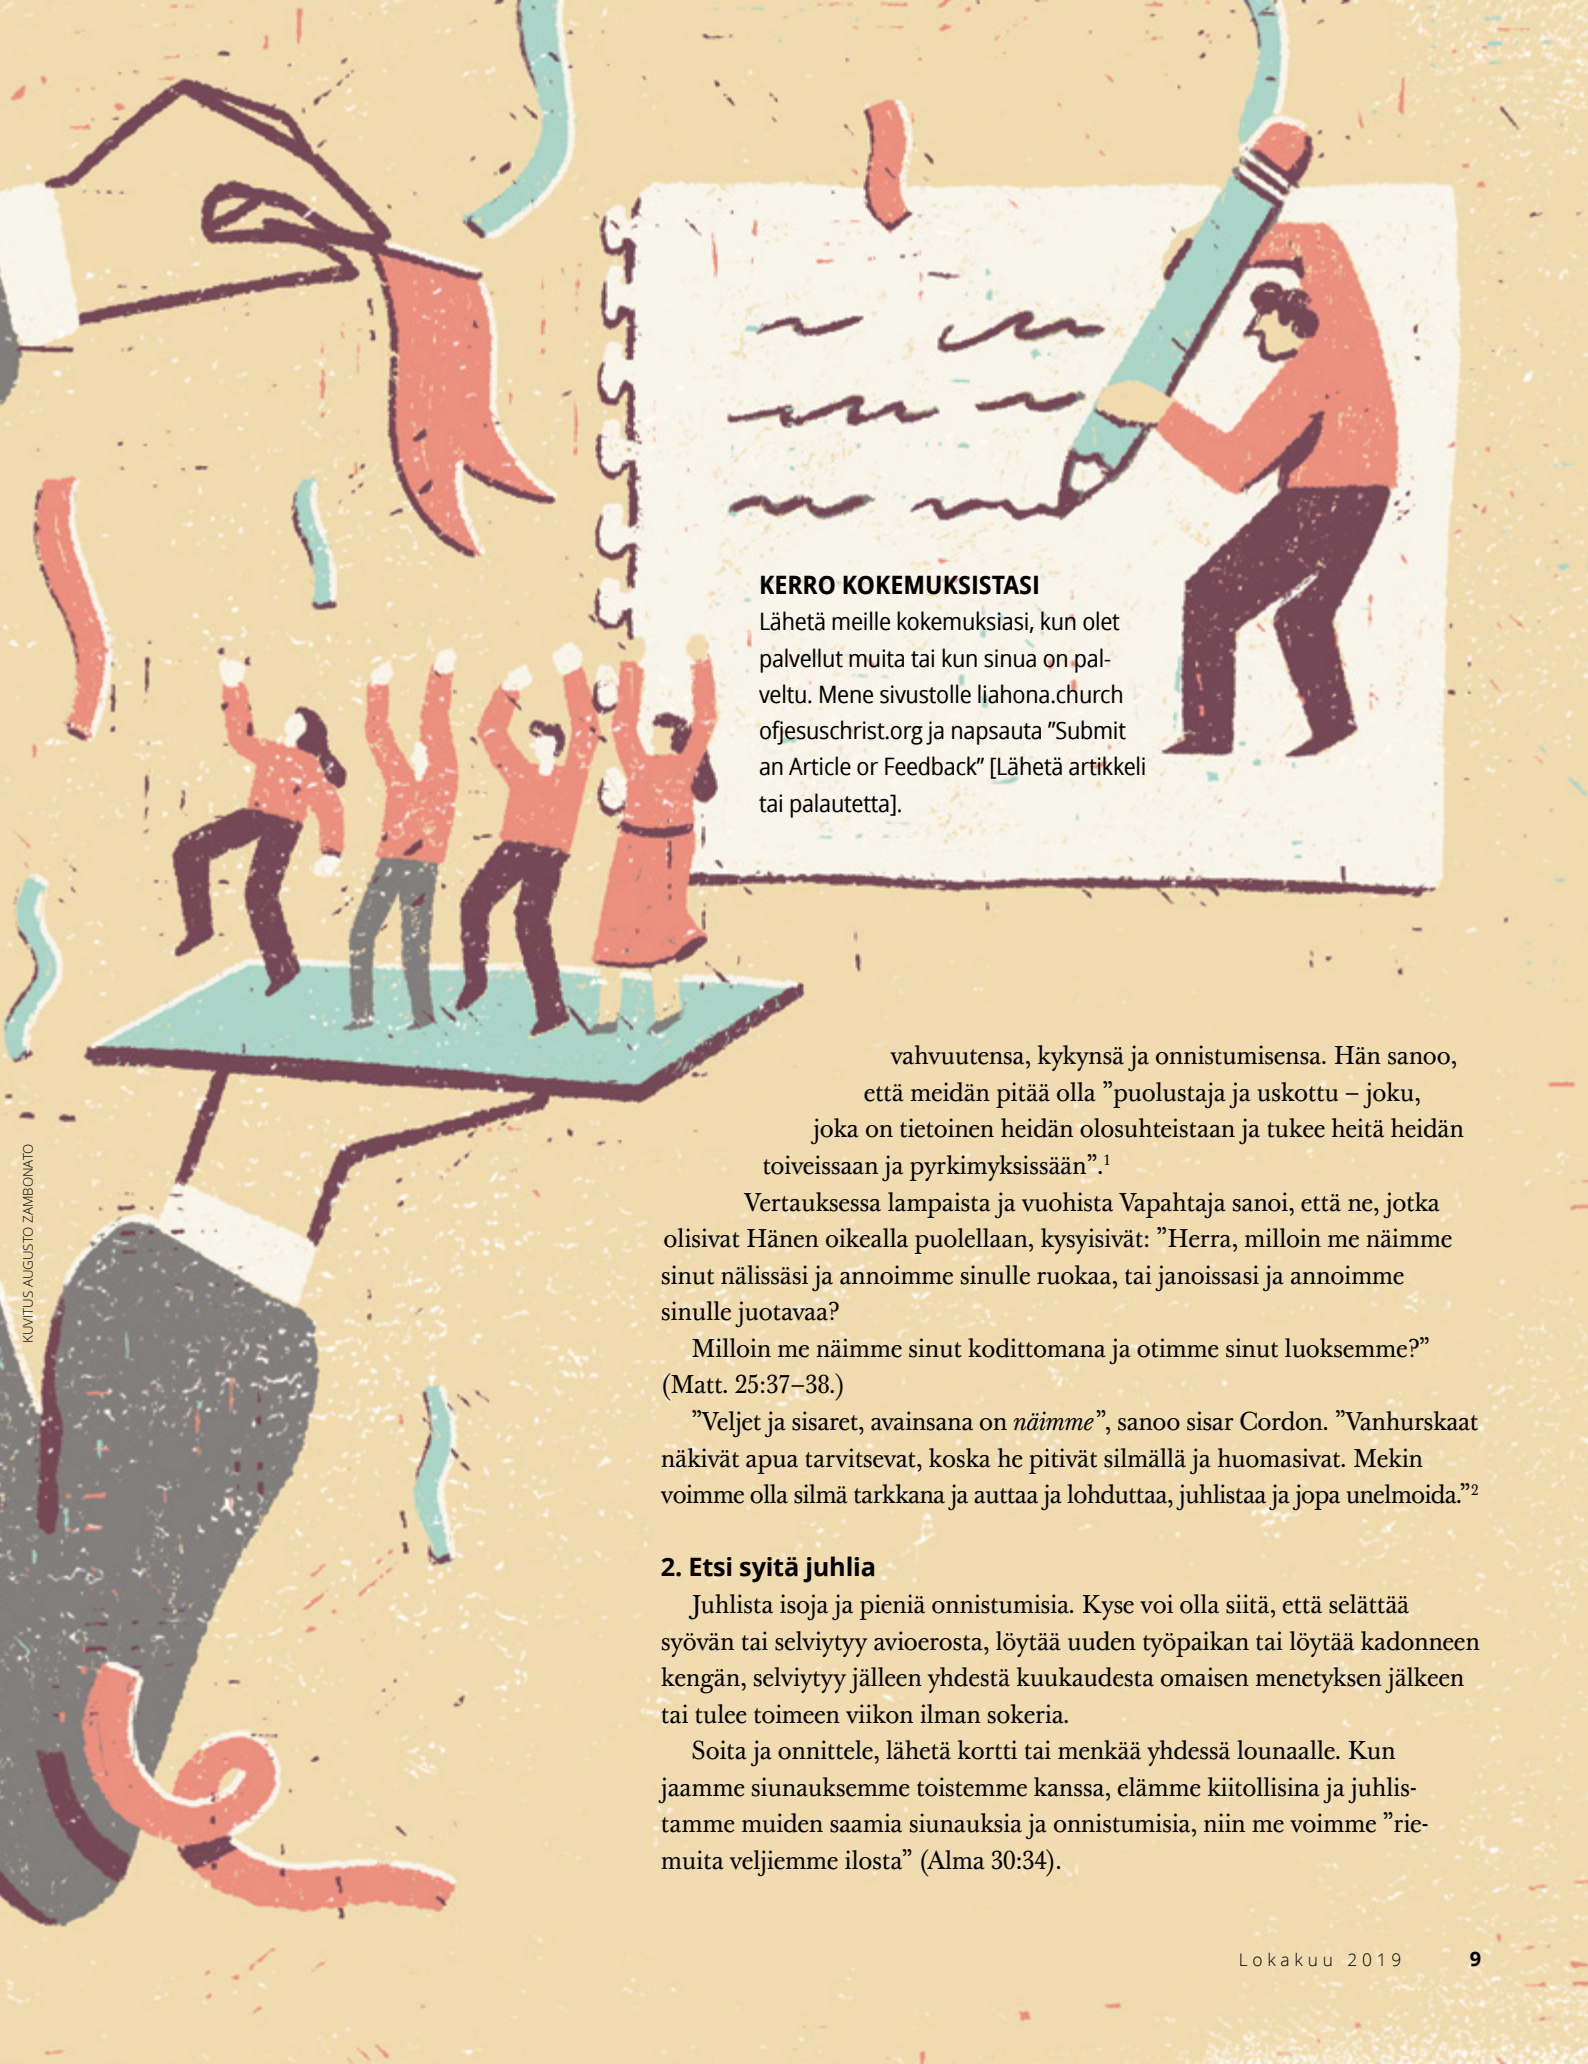 KERRO KOKEMUKSISTASI
Lähetä meille kokemuksiasi, kun olet
palvellut muita tai kun sinua on pal-
veltu. Mene sivustolle liahona.church
ofjesuschrist.org ja napsauta ”Submit
an Article or Feedback” [Lähetä artikkeli
tai palautetta].
vahvuutensa, kykynsä ja onnistumisensa. Hän sanoo,
että meidän pitää olla ”puolustaja ja uskottu – joku,
joka on tietoinen heidän olosuhteistaan ja tukee heitä heidän
toiveissaan ja pyrkimyksissään”.¹
Vertauksessa lampaista ja vuohista Vapahtaja sanoi, että ne, jotka
olisivat Hänen oikealla puolellaan, kysyisivät: ”Herra, milloin me näimme
sinut nälissäsi ja annoimme sinulle ruokaa, tai janoissasi ja annoimme
sinulle juotavaa?
Milloin me näimme sinut kodittomana ja otimme sinut luoksemme?”
(Matt. 25:37–38.)
”Veljet ja sisaret, avainsana on näimme”, sanoo sisar Cordon. ”Vanhurskaat
näkivät apua tarvitsevat, koska he pitivät silmällä ja huomasivat. Mekin
voimme olla silmä tarkkana ja auttaa ja lohduttaa, juhlistaa ja jopa unelmoida.”²
2. Etsi syitä juhlia
Juhlista isoja ja pieniä onnistumisia. Kyse voi olla siitä, että selättää
syövän tai selviytyy avioerosta, löytää uuden työpaikan tai löytää kadonneen
kengän, selviytyy jälleen yhdestä kuukaudesta omaisen menetyksen jälkeen
tai tulee toimeen viikon ilman sokeria.
Soita ja onnittele, lähetä kortti tai menkää yhdessä lounaalle. Kun
jaamme siunauksemme toistemme kanssa, elämme kiitollisina ja juhlis-
tamme muiden saamia siunauksia ja onnistumisia, niin me voimme ”rie-
muita veljiemme ilosta” (Alma 30:34).
KUVITUS AUGUSTO ZAMBONATO
Lokakuu 2019 9